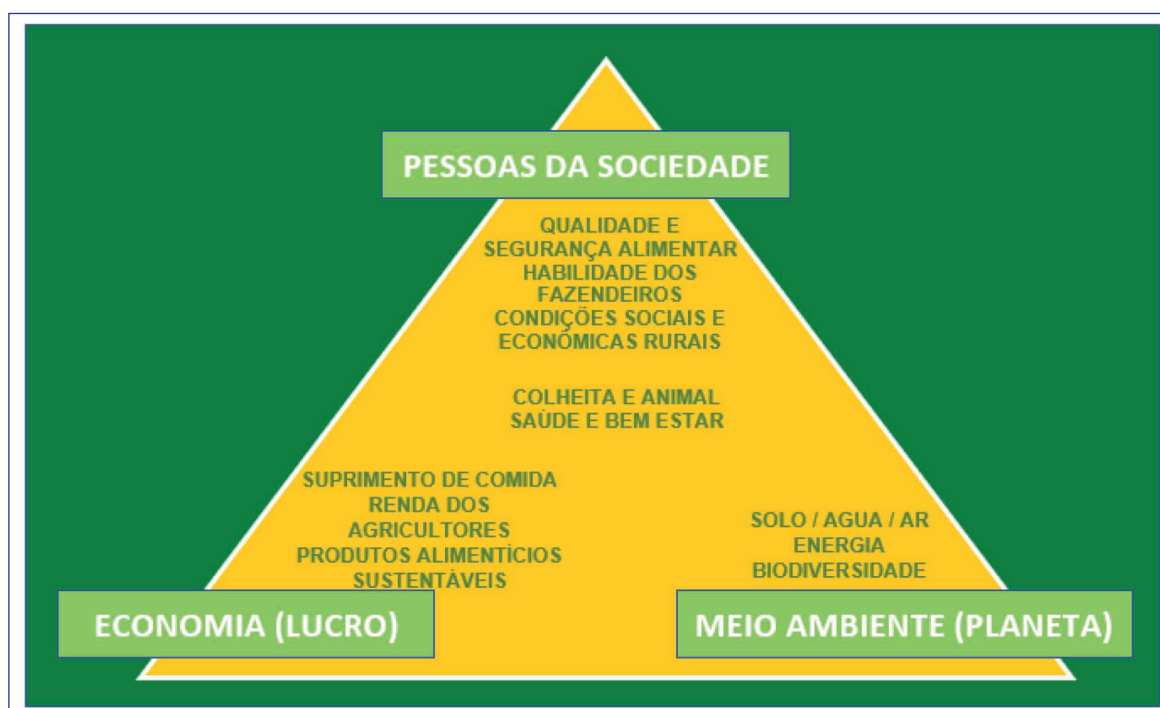 PESSOAS DA SOCIEDADE
QUALIDADE E
SEGURANÇA ALIMENTAR
HABILIDADE DOS
FAZENDEIROS
CONDIÇÕES SOCIAIS E
ECONÔMICAS RURAIS
COLHEITA E ANIMAL
SAÚDE E BEM ESTAR
SUPRIMENTO DE COMIDA
RENDA DOS
AGRICULTORES
PRODUTOS ALIMENTÍCIOS
SUSTENTÁVEIS
SOLO / AGUA / AR
ENERGIA
BIODIVERSIDADE
ECONOMIA (LUCRO)
MEIO AMBIENTE (PLANETA)